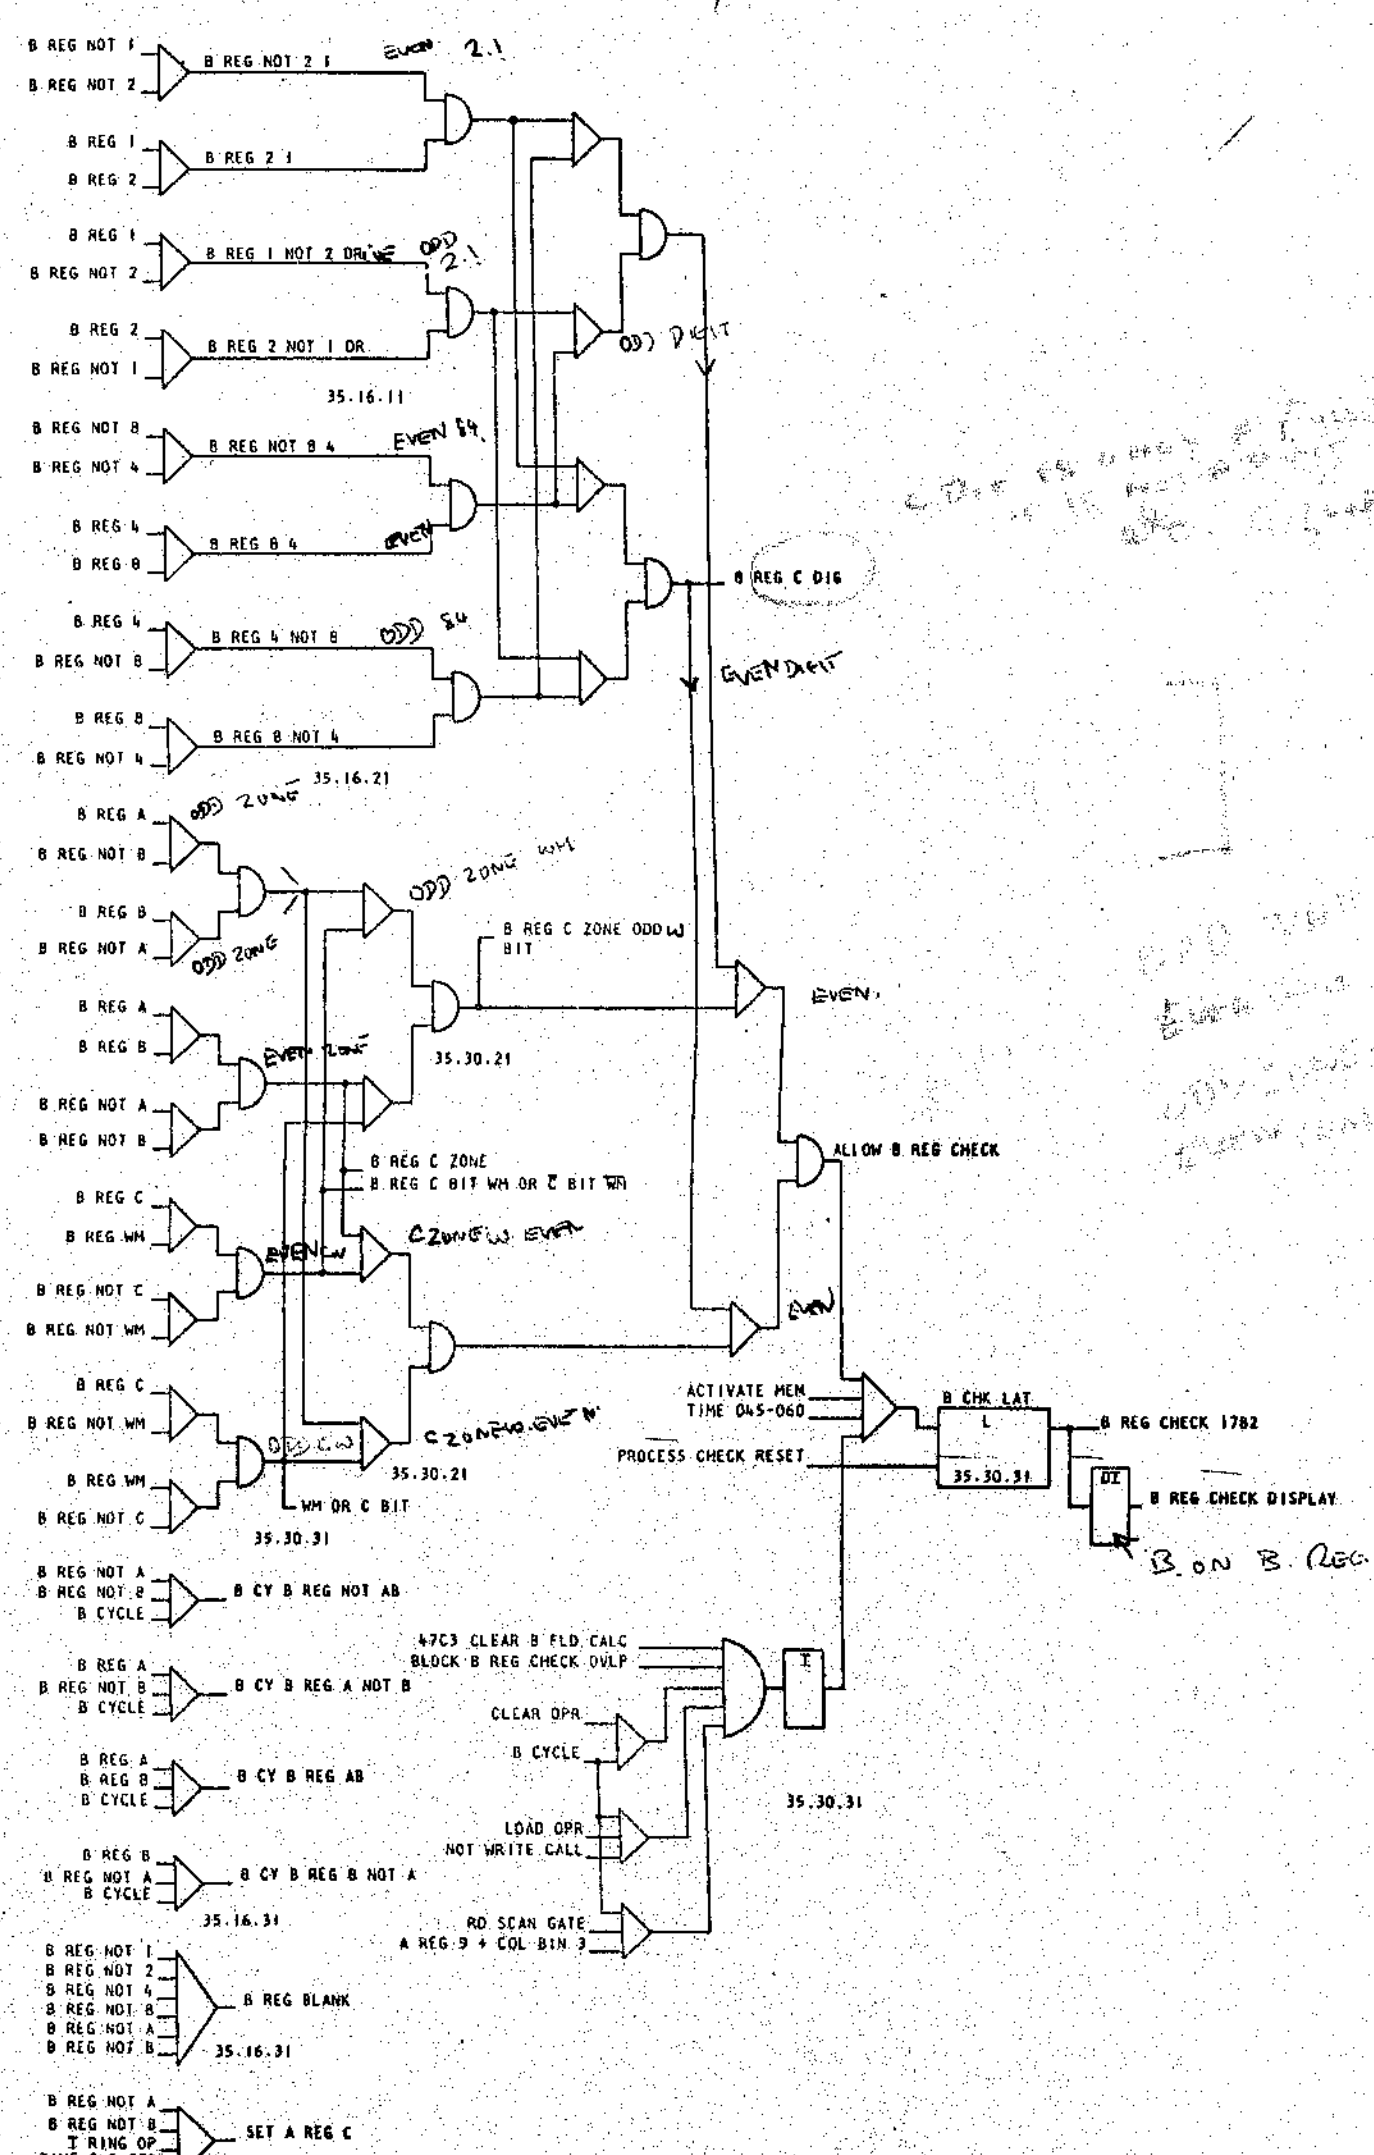 B REG NOT 1
B REG NOT 2
B REG NOT 2 1
EVEN 2.1
B REG 1
B REG 2
B REG 2 1
B REG 1
B REG NOT 2
B REG 1 NOT 2 DRIVE
ODD
2.1
B REG 2
B REG NOT 1
B REG 2 NOT 1 DR
ODD DIGIT
35.16.11
B REG NOT 8
B REG NOT 4
B REG NOT 8 4
EVEN 84
B REG 4
B REG 8
B REG 8 4
EVEN
B REG C DIG
B REG 4
B REG NOT 8
B REG 4 NOT 8
ODD 84
EVEN DIGIT
B REG 8
B REG NOT 4
B REG 8 NOT 4
35.16.21
B REG A
B REG NOT B
ODD ZONE
B REG B
B REG NOT A
ODD ZONE
ODD ZONE WM
B REG C ZONE ODD W
BIT
B REG A
B REG B
EVEN ZONE
35.30.21
EVEN
B REG NOT A
B REG NOT B
ALLOW B REG CHECK
B REG C ZONE
B REG C BIT WM OR C̅ BIT W̅M̅
B REG C
B REG WM
EVEN CW
C ZONE W EVEN
B REG NOT C
B REG NOT WM
EVEN
B REG C
B REG NOT WM
ODD CW
C ZONE W EVEN
35.30.21
B REG WM
B REG NOT C
WM OR C BIT
35.30.31
ACTIVATE MEM
TIME 045-060
PROCESS CHECK RESET
B CHK LAT
L
35.30.31
B REG CHECK 1782
DI
B REG CHECK DISPLAY
B ON B. REG.
B REG NOT A
B REG NOT B
B CYCLE
B CY B REG NOT AB
B REG A
B REG NOT B
B CYCLE
B CY B REG A NOT B
47C3 CLEAR B FLD CALC
BLOCK B REG CHECK OVLP
I
CLEAR OPR
B CYCLE
B REG A
B REG B
B CYCLE
B CY B REG AB
LOAD OPR
NOT WRITE CALL
35.30.31
B REG B
B REG NOT A
B CYCLE
B CY B REG B NOT A
35.16.31
RD SCAN GATE
A REG 9 + COL BIN 3
B REG NOT 1
B REG NOT 2
B REG NOT 4
B REG NOT 8
B REG NOT A
B REG NOT B
B REG BLANK
35.16.31
B REG NOT A
B REG NOT B
I RING OP
SET A REG C